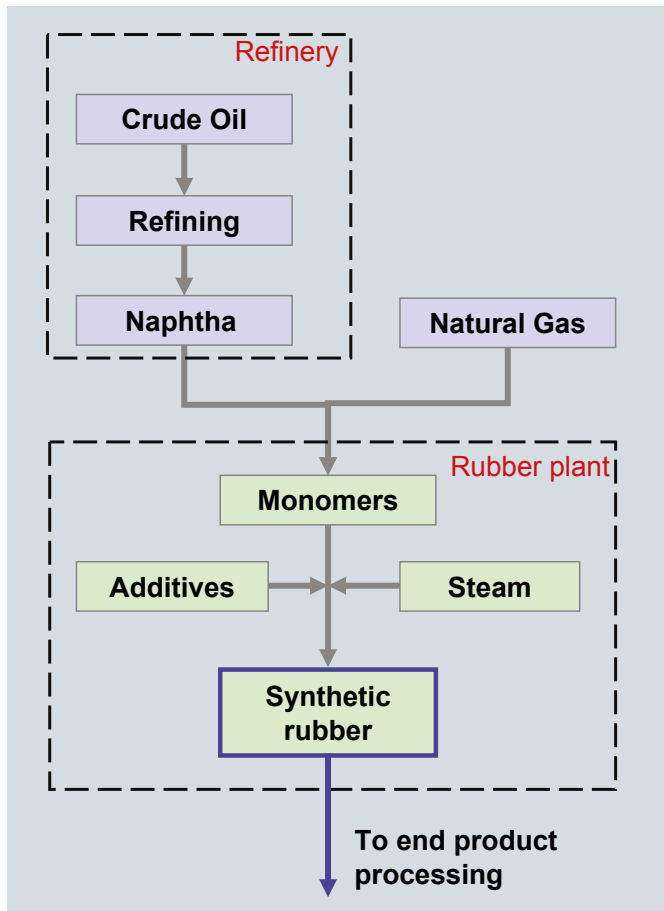 Refinery
Crude Oil
Refining
Naphtha
Natural Gas
Rubber plant
Monomers
Additives
Steam
Synthetic
rubber
To end product
processing